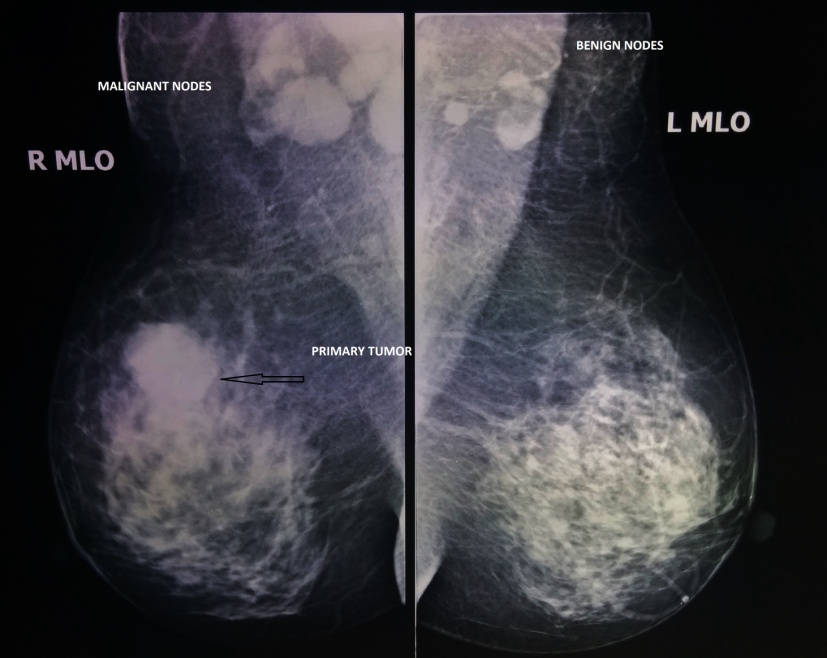 BENIGN NODES
MALIGNANT NODES
L MLO
R MLO
PRIMARY TUMOR